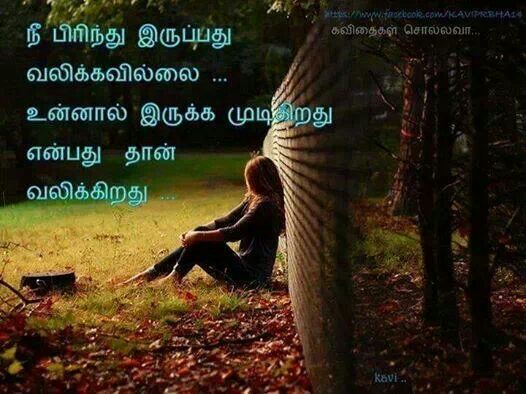 https://www.facebook.com/KAVIPRBHA14
கவிதைகள் சொல்லவா...
நீ பிரிந்து இருப்பது
வலிக்கவில்லை ...
உன்னால் இருக்க முடிகிறது
என்பது தான்
வலிக்கிறது ...
kavi ..